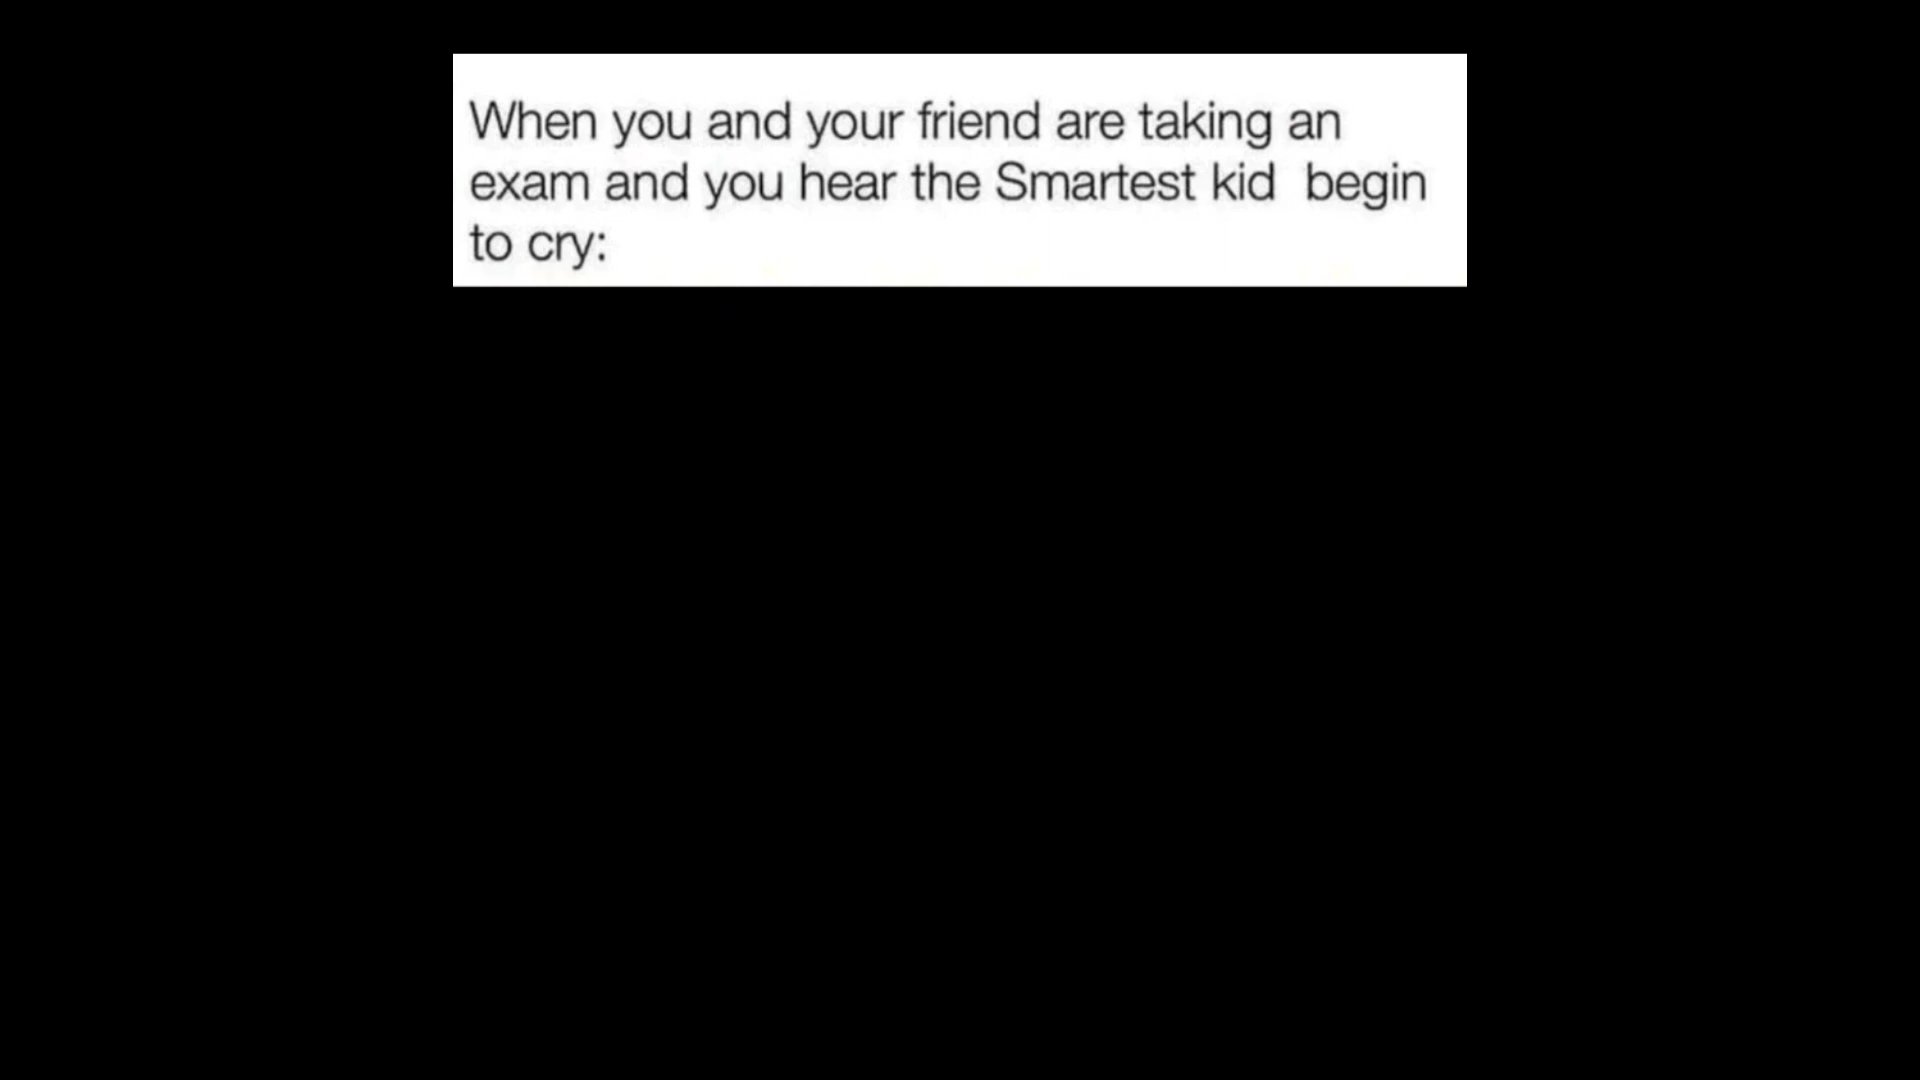 When you and your friend are taking an
exam and you hear the Smartest kid  begin
to cry: